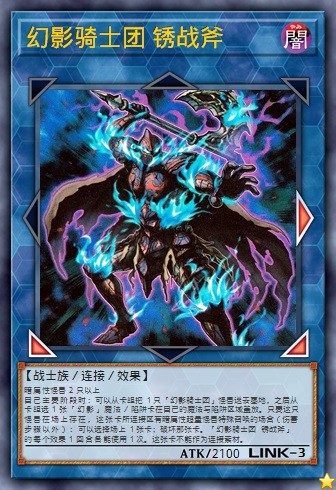 幻影骑士团 锈战斧
闇
【战士族 / 连接 / 效果】
暗属性怪兽2只以上
自己主要阶段时：可以从卡组把1只「幻影骑士团」怪兽送去墓地，之后从
卡组选1张「幻影」魔法／陷阱卡在自己的魔法与陷阱区域盖放。只要这只
怪兽在场上存在，这张卡所连接区有暗属性超量怪兽特殊召唤的场合（伤害
步骤以外）：可以选择场上1张卡；破坏那张卡。「幻影骑士团 锈战斧」
的每个效果1回合各能使用1次。这张卡不能作为连接素材。
ATK/2100 LINK-3